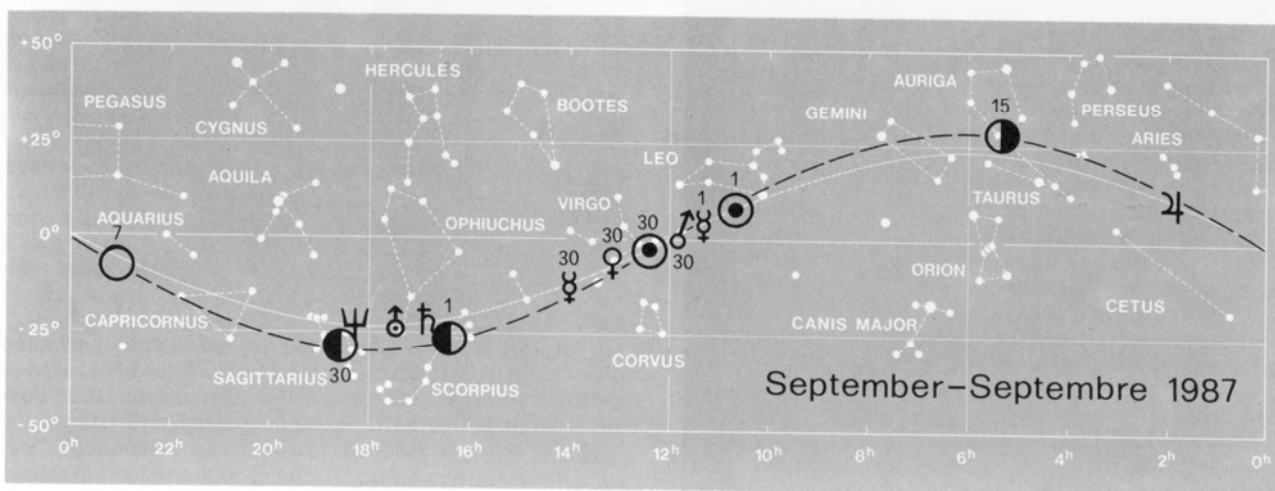 +50°
HERCULES
AURIGA
15
PEGASUS
BOOTES
PERSEUS
CYGNUS
GEMINI
+25°
ARIES
LEO
AQUILA
1
TAURUS
VIRGO
1
AQUARIUS
OPHIUCHUS
30
7
30
0°
30
30
ORION
1
CETUS
CAPRICORNUS
CANIS MAJOR
-25°
CORVUS
SAGITTARIUS
30
SCORPIUS
September–Septembre 1987
-50°
0h 22h 20h 18h 16h 14h 12h 10h 8h 6h 4h 2h 0h